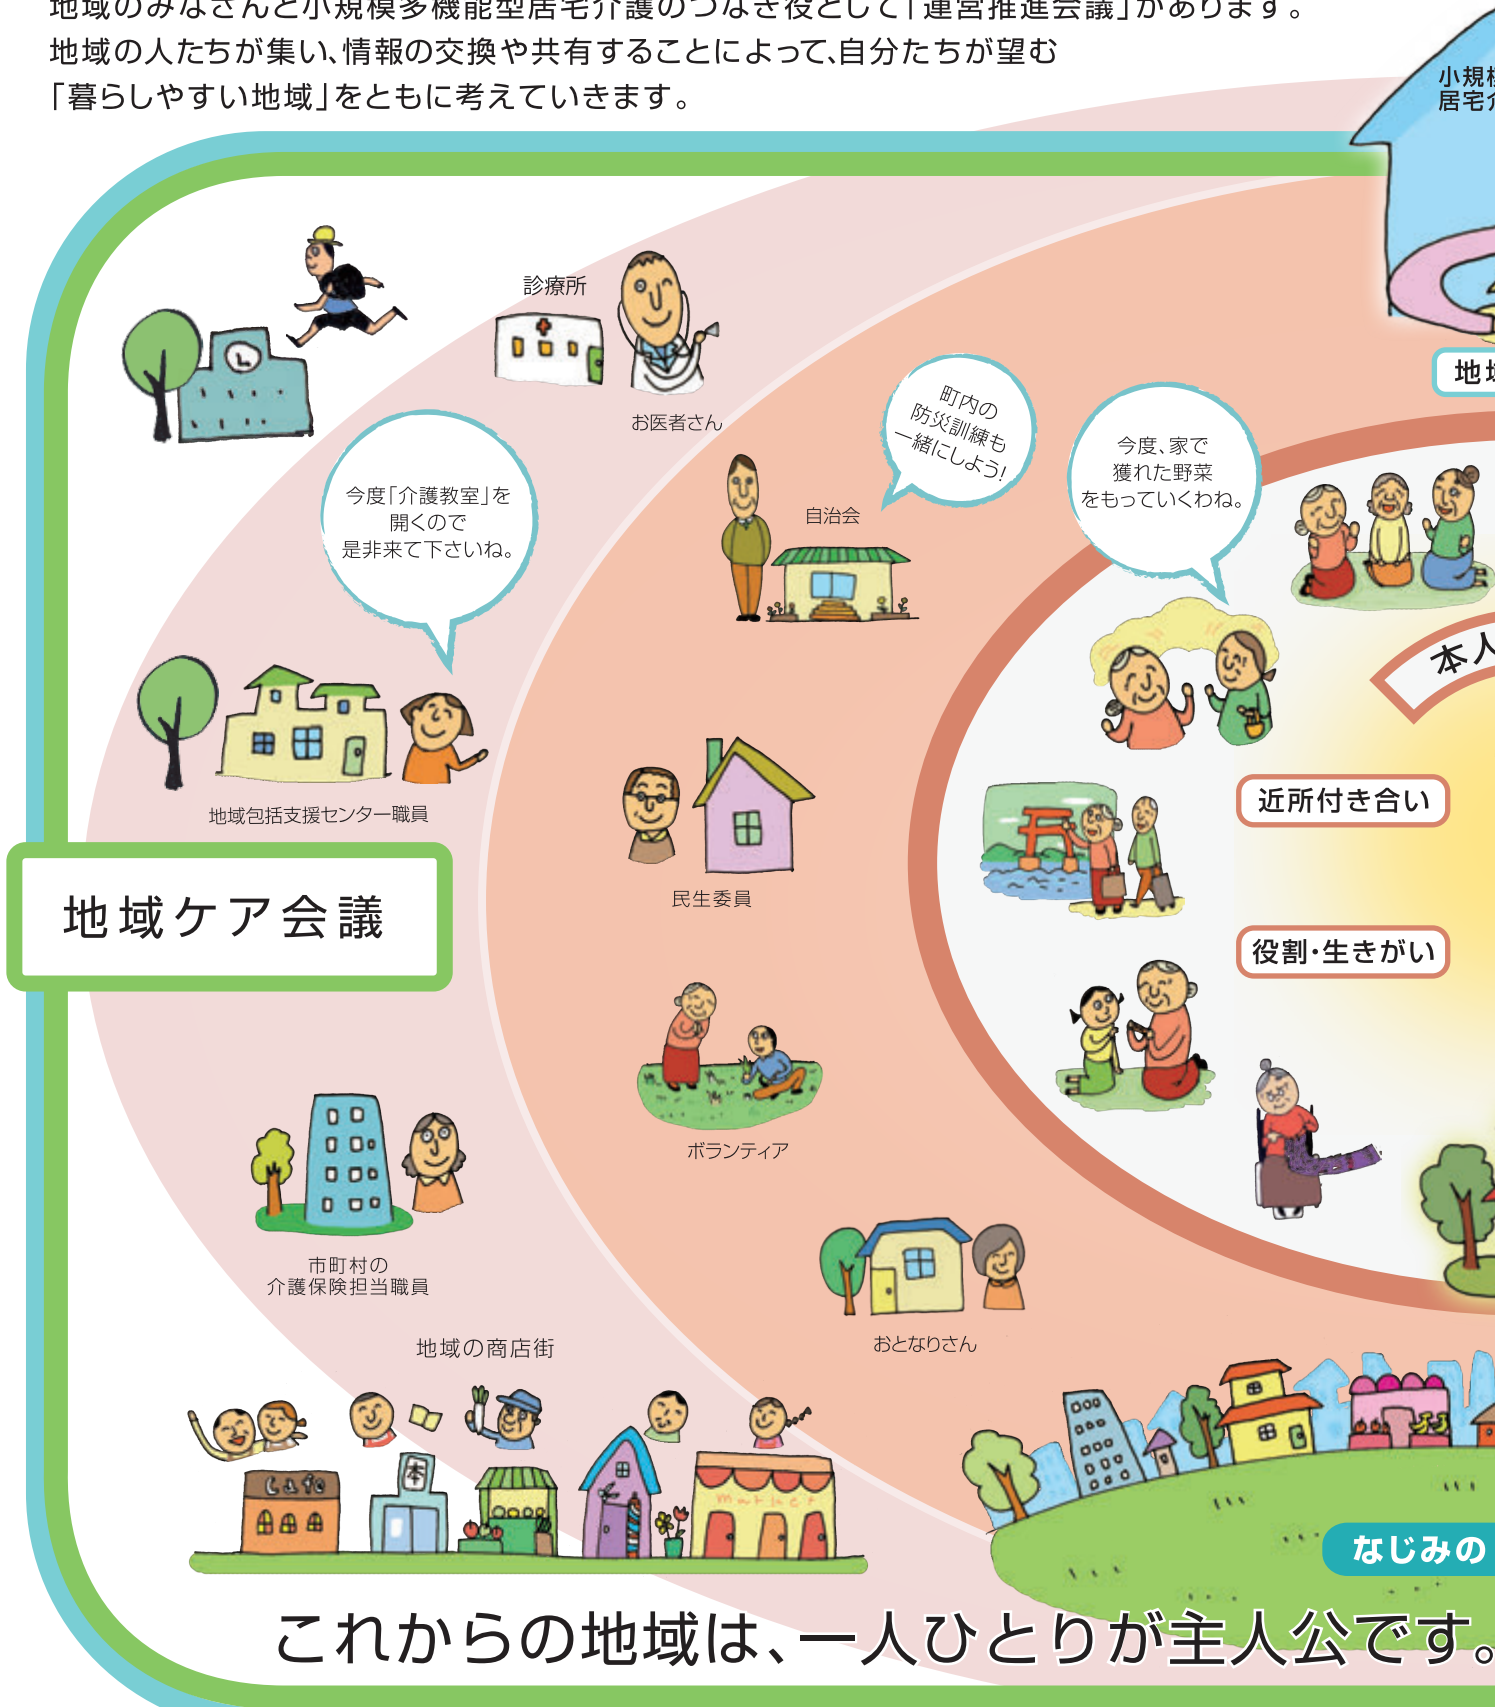 地域のみなさんと小規模多機能型居宅介護のつなぎ役として「運営推進会議」があります。
地域の人たちが集い、情報の交換や共有することによって、自分たちが望む
「暮らしやすい地域」をともに考えていきます。
小規模
居宅介
診療所
お医者さん
町内の
防災訓練も
一緒にしよう!
今度、家で
獲れた野菜
をもっていくわね。
地域
今度「介護教室」を
開くので
是非来て下さいね。
自治会
本人
地域包括支援センター職員
近所付き合い
民生委員
地域ケア会議
役割・生きがい
ボランティア
市町村の
介護保険担当職員
おとなりさん
地域の商店街
Cafe
本
market
なじみの
これからの地域は、一人ひとりが主人公です。